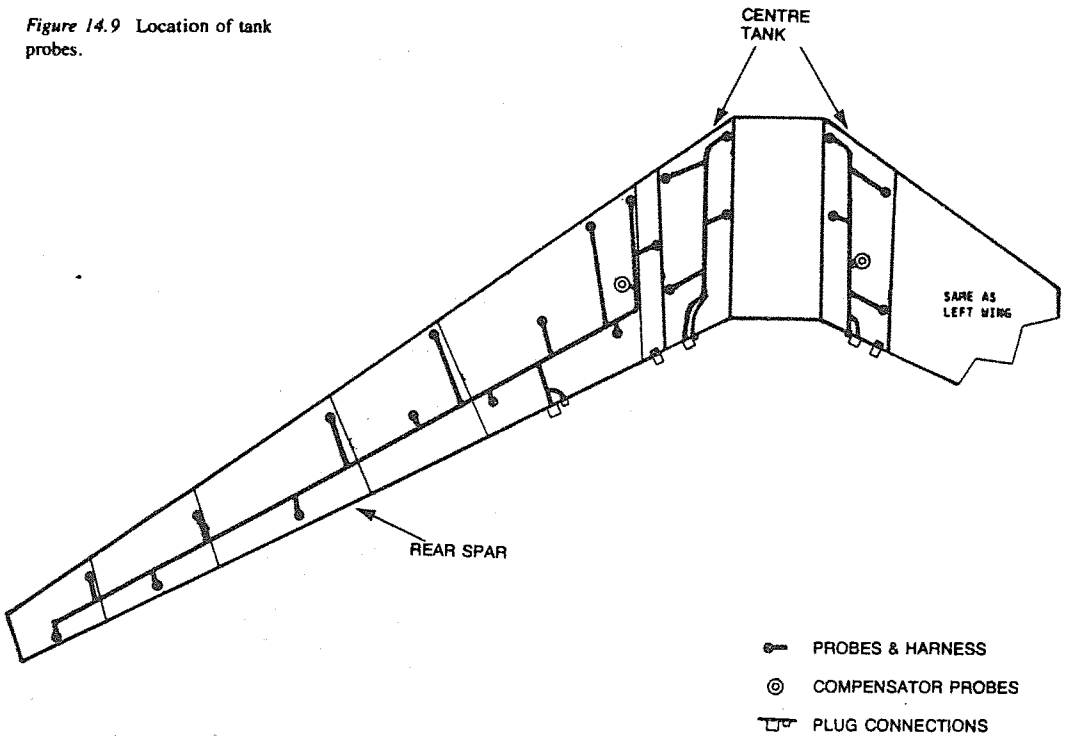 Figure 14.9 Location of tank
probes.
CENTRE
TANK
SAME AS
LEFT WING
REAR SPAR
PROBES & HARNESS
COMPENSATOR PROBES
PLUG CONNECTIONS